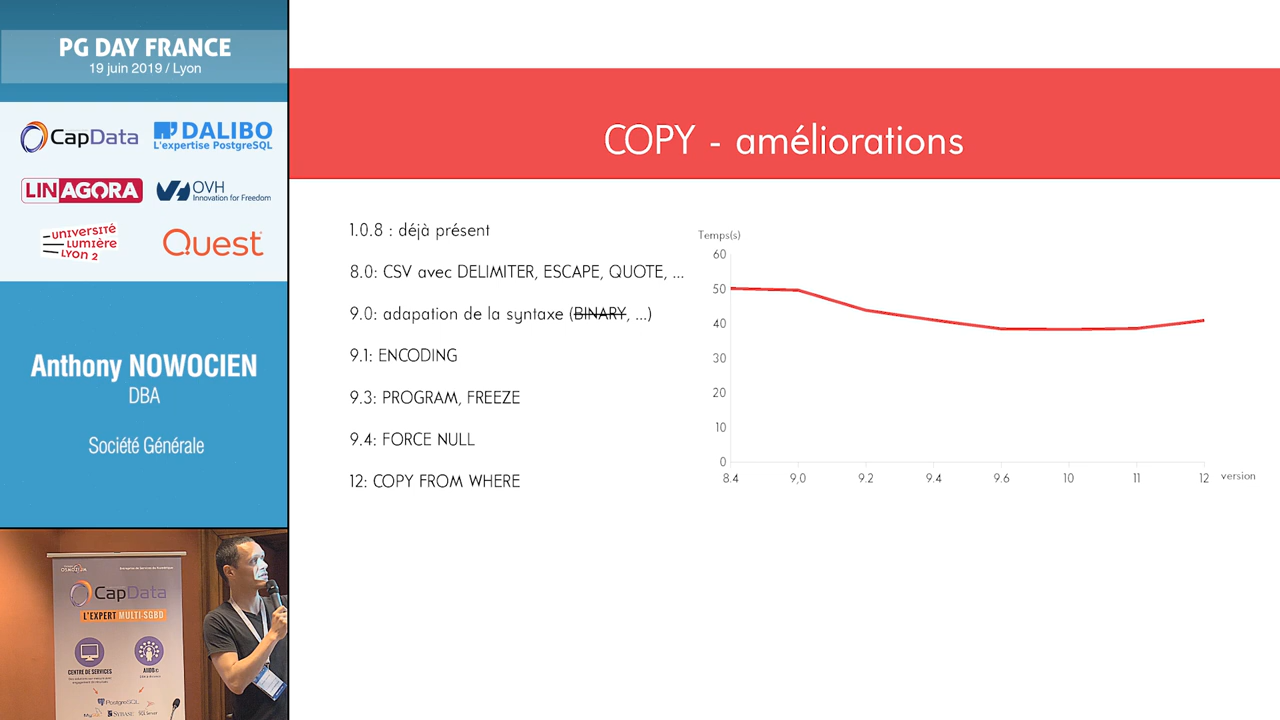 PG DAY FRANCE
19 juin 2019 / Lyon
CapData
DALIBO
L'expertise PostgreSQL
LINAGORA
OVH
Innovation for Freedom
UNIVERSITÉ
LUMIÈRE
LYON 2
Quest
Anthony NOWOCIEN
DBA
Société Générale
COPY - améliorations
1.0.8 : déjà présent
8.0: CSV avec DELIMITER, ESCAPE, QUOTE, ...
9.0: adapation de la syntaxe (BINARY, ...)
9.1: ENCODING
9.3: PROGRAM, FREEZE
9.4: FORCE NULL
12: COPY FROM WHERE
Temps(s)
60
50
40
30
20
10
0
8.4 9,0 9.2 9.4 9.6 10 11 12 version
CapData
L'EXPERT MULTI-SGBD
CENTRE DE SERVICES
PostgreSQL
SYBASE SQL Server